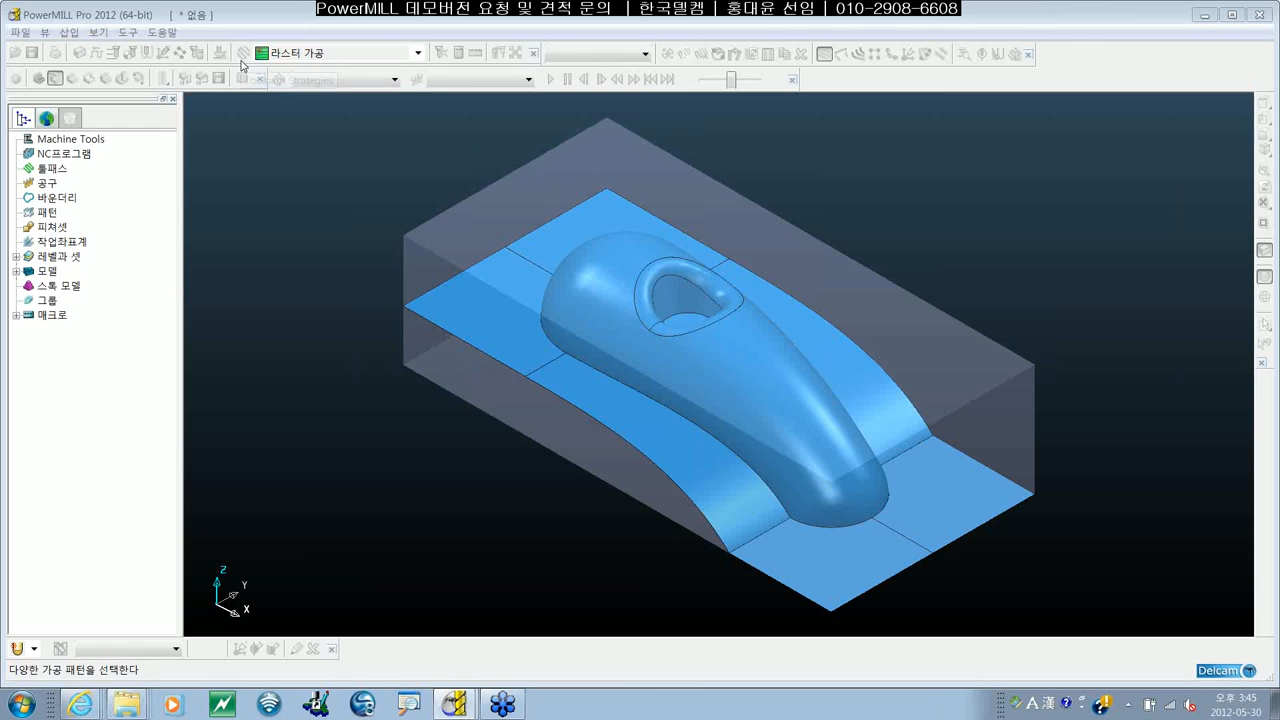 PowerMILL Pro 2012 (64-bit) [ * 없음 ]
PowerMILL 데모버전 요청 및 견적 문의 | 한국델켐 | 홍대윤 선임 | 010-2908-6608
파일 뷰 삽입 보기 도구 도움말
라스터 가공
Strategies
Machine Tools
NC프로그램
툴패스
공구
바운더리
패턴
피쳐셋
작업좌표계
레벨과 셋
모델
스톡 모델
그룹
매크로
Z
Y
X
다양한 가공 패턴을 선택한다
Delcam
A 漢
오후 3:45
2012-05-30